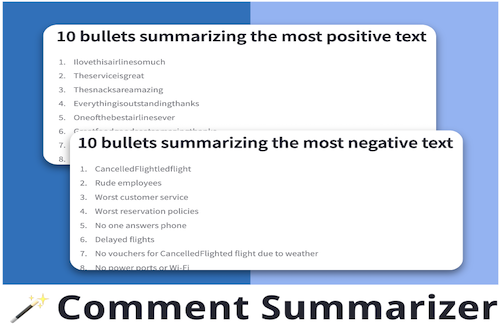 10 bullets summarizing the most positive text
1. Ilovethisairlinesomuch
2. Theserviceisgreat
3. Thesnacksareamazing
4. Everythingisoutstandingthanks
5. Oneofthebestairlinesever
6.
7.
8.
10 bullets summarizing the most negative text
1. CancelledFlightledflight
2. Rude employees
3. Worst customer service
4. Worst reservation policies
5. No one answers phone
6. Delayed flights
7. No vouchers for CancelledFlighted flight due to weather
8. No power ports or Wi-Fi
Comment Summarizer